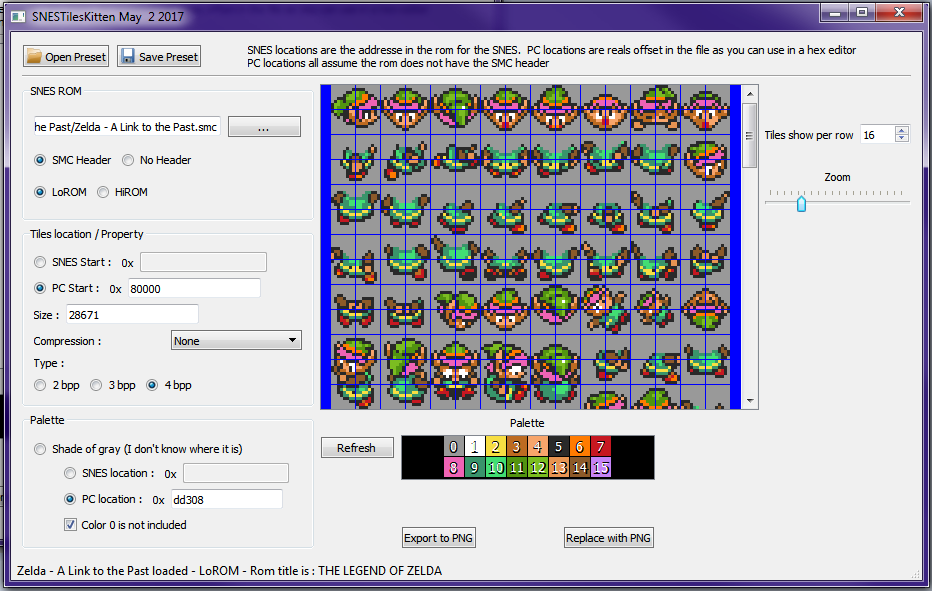 SNESTilesKitten May  2 2017
Open Preset
Save Preset
SNES locations are the addresse in the rom for the SNES.  PC locations are reals offset in the file as you can use in a hex editor
PC locations all assume the rom does not have the SMC header
SNES ROM
he Past/Zelda - A Link to the Past.smc
...
SMC Header
No Header
LoROM
HiROM
Tiles location / Property
SNES Start :
0x
PC Start :
0x
80000
Size :
28671
Compression :
None
Type :
2 bpp
3 bpp
4 bpp
Palette
Shade of gray (I don't know where it is)
SNES location :
0x
PC location :
0x
dd308
Color 0 is not included
Tiles show per row
16
Zoom
Palette
Refresh
0 1 2 3 4 5 6 7
8 9 10 11 12 13 14 15
Export to PNG
Replace with PNG
Zelda - A Link to the Past loaded - LoROM - Rom title is : THE LEGEND OF ZELDA